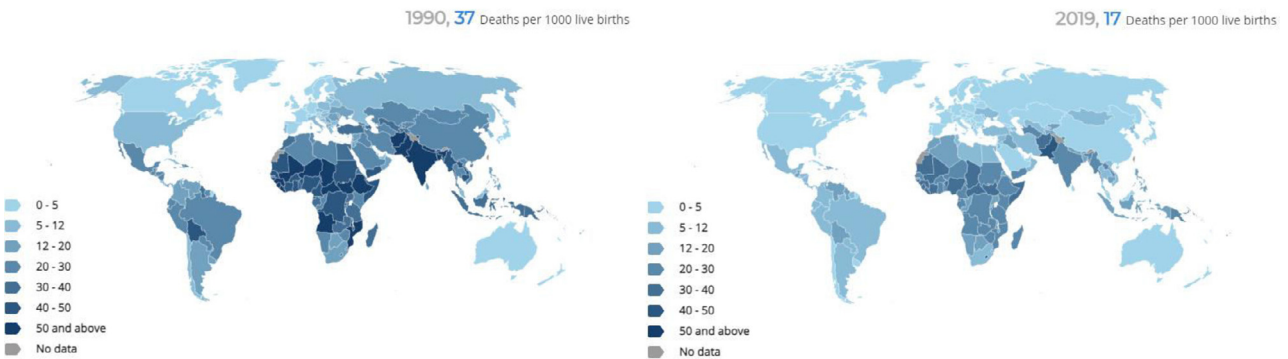 1990, 37 Deaths per 1000 live births
0 - 5
5 - 12
12 - 20
20 - 30
30 - 40
40 - 50
50 and above
No data
2019, 17 Deaths per 1000 live births
0 - 5
5 - 12
12 - 20
20 - 30
30 - 40
40 - 50
50 and above
No data